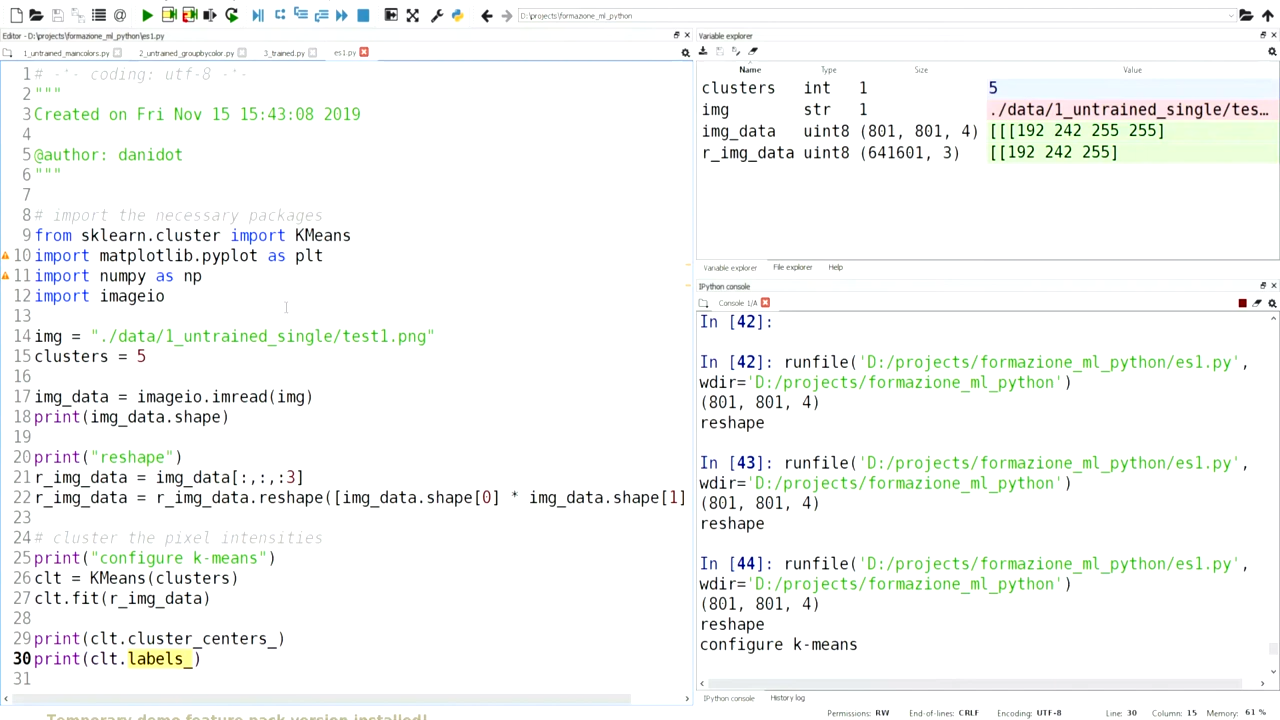 D:\projects\formazione_ml_python
Editor - D:\projects\formazione_ml_python\es1.py
1_untrained_maincolors.py
2_untrained_groupbycolor.py
3_trained.py
es1.py
1 # -*- coding: utf-8 -*-
2 """
3 Created on Fri Nov 15 15:43:08 2019
4
5 @author: danidot
6 """
7
8 # import the necessary packages
9 from sklearn.cluster import KMeans
10 import matplotlib.pyplot as plt
11 import numpy as np
12 import imageio
13
14 img = "./data/1_untrained_single/test1.png"
15 clusters = 5
16
17 img_data = imageio.imread(img)
18 print(img_data.shape)
19
20 print("reshape")
21 r_img_data = img_data[:,:,:3]
22 r_img_data = r_img_data.reshape([img_data.shape[0] * img_data.shape[1]
23
24 # cluster the pixel intensities
25 print("configure k-means")
26 clt = KMeans(clusters)
27 clt.fit(r_img_data)
28
29 print(clt.cluster_centers_)
30 print(clt.labels_)
31
Temporary demo feature pack version installed!
Variable explorer
Name Type Size Value
clusters int 1 5
img str 1 ./data/1_untrained_single/tes…
img_data uint8 (801, 801, 4) [[[192 242 255 255]
r_img_data uint8 (641601, 3) [[192 242 255]
Variable explorer File explorer Help
IPython console
Console 1/A
In [42]:
In [42]: runfile('D:/projects/formazione_ml_python/es1.py',
wdir='D:/projects/formazione_ml_python')
(801, 801, 4)
reshape
In [43]: runfile('D:/projects/formazione_ml_python/es1.py',
wdir='D:/projects/formazione_ml_python')
(801, 801, 4)
reshape
In [44]: runfile('D:/projects/formazione_ml_python/es1.py',
wdir='D:/projects/formazione_ml_python')
(801, 801, 4)
reshape
configure k-means
IPython console History log
Permissions: RW End-of-lines: CRLF Encoding: UTF-8 Line: 30 Column: 15 Memory: 61 %